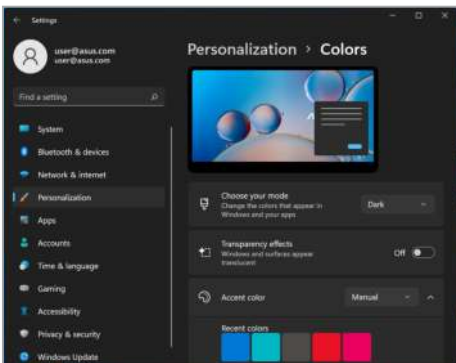 Settings
user@asus.com
user@asus.com
Find a setting
System
Bluetooth & devices
Network & internet
Personalization
Apps
Accounts
Time & language
Gaming
Accessibility
Privacy & security
Windows Update
Personalization > Colors
Choose your mode
Change the colors that appear in
Windows and your apps
Dark
Transparency effects
Windows and surfaces appear
translucent
Off
Accent color
Manual
Recent colors